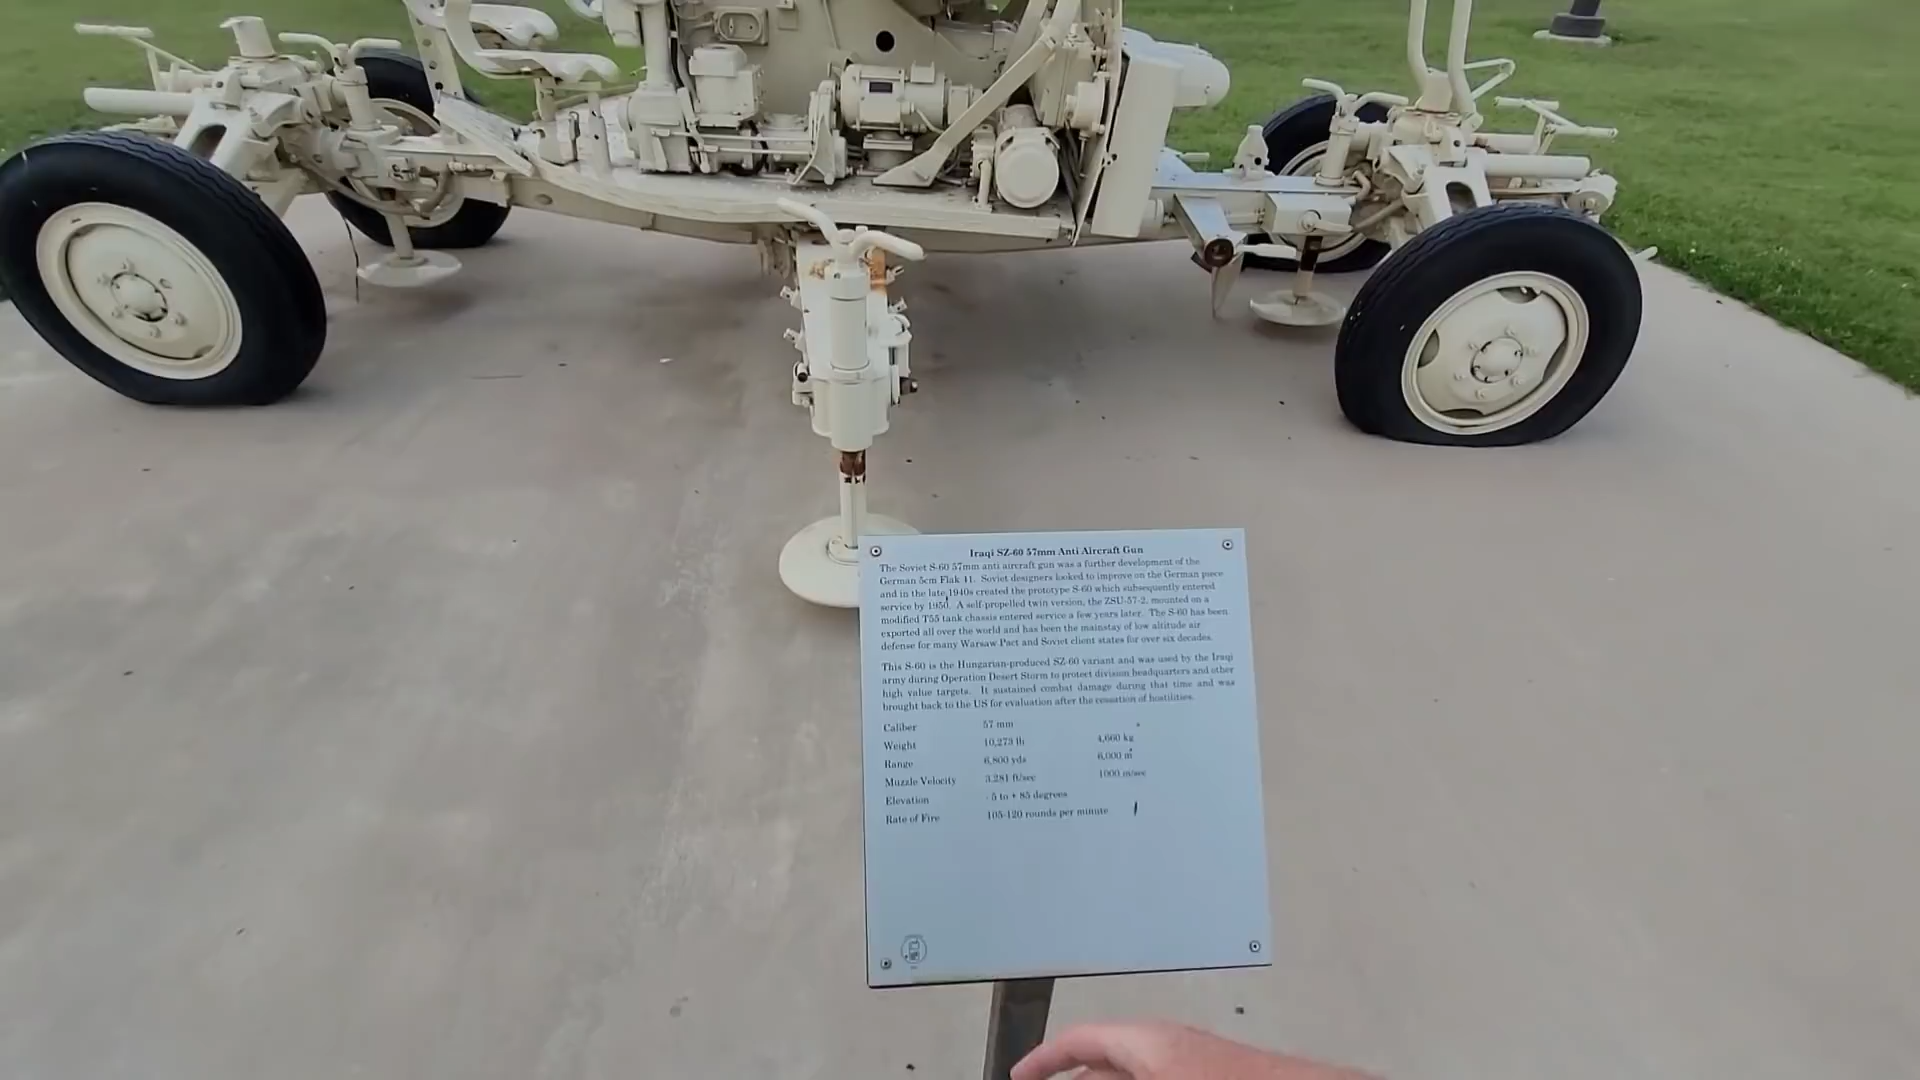 Iraqi SZ-60 57mm Anti Aircraft Gun
The Soviet S-60 57mm anti aircraft gun was a further development of the
German 5cm Flak 41. Soviet designers looked to improve on the German piece
and in the late 1940s created the prototype S-60 which subsequently entered
service by 1950. A self-propelled twin version, the ZSU-57-2, mounted on a
modified T55 tank chassis entered service a few years later. The S-60 has been
exported all over the world and has been the mainstay of low altitude air
defense for many Warsaw Pact and Soviet client states for over six decades.
This S-60 is the Hungarian-produced SZ-60 variant and was used by the Iraqi
army during Operation Desert Storm to protect division headquarters and other
high value targets. It sustained combat damage during that time and was
brought back to the US for evaluation after the cessation of hostilities.
Caliber 57 mm
Weight 10,273 lb 4,660 kg
Range 6,800 yds 6,000 m
Muzzle Velocity 3,281 ft/sec 1000 m/sec
Elevation - 5 to + 85 degrees
Rate of Fire 105-120 rounds per minute